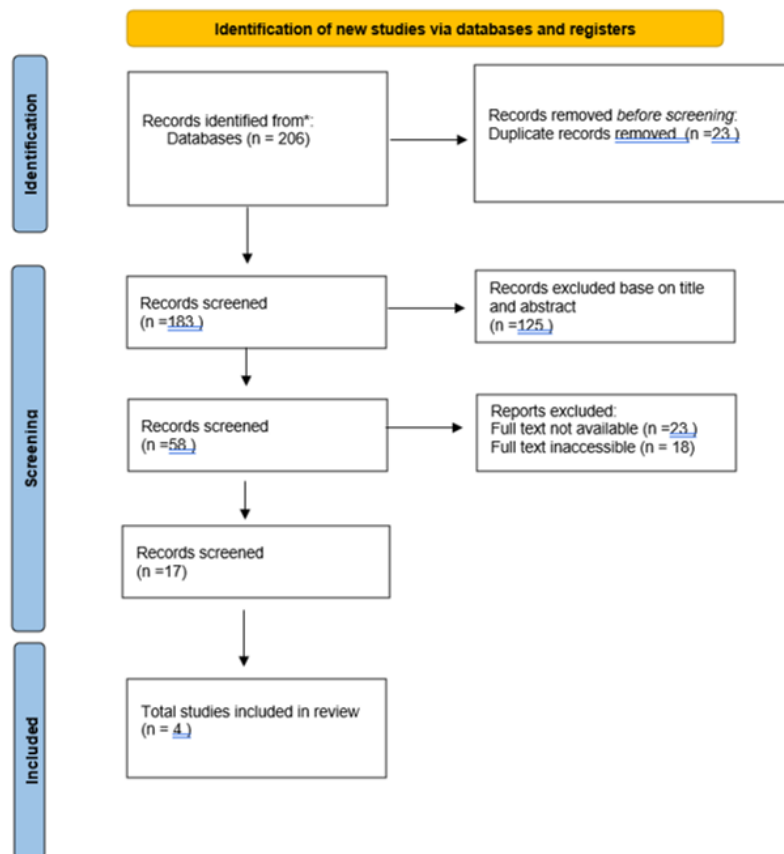 Identification of new studies via databases and registers
Identification
Records identified from*:
Databases (n = 206)
Records removed before screening:
Duplicate records removed (n =23 )
Screening
Records screened
(n =183 )
Records excluded base on title
and abstract
(n =125 )
Records screened
(n =58 )
Reports excluded:
Full text not available (n =23 )
Full text inaccessible (n = 18)
Records screened
(n =17)
Included
Total studies included in review
(n = 4 )